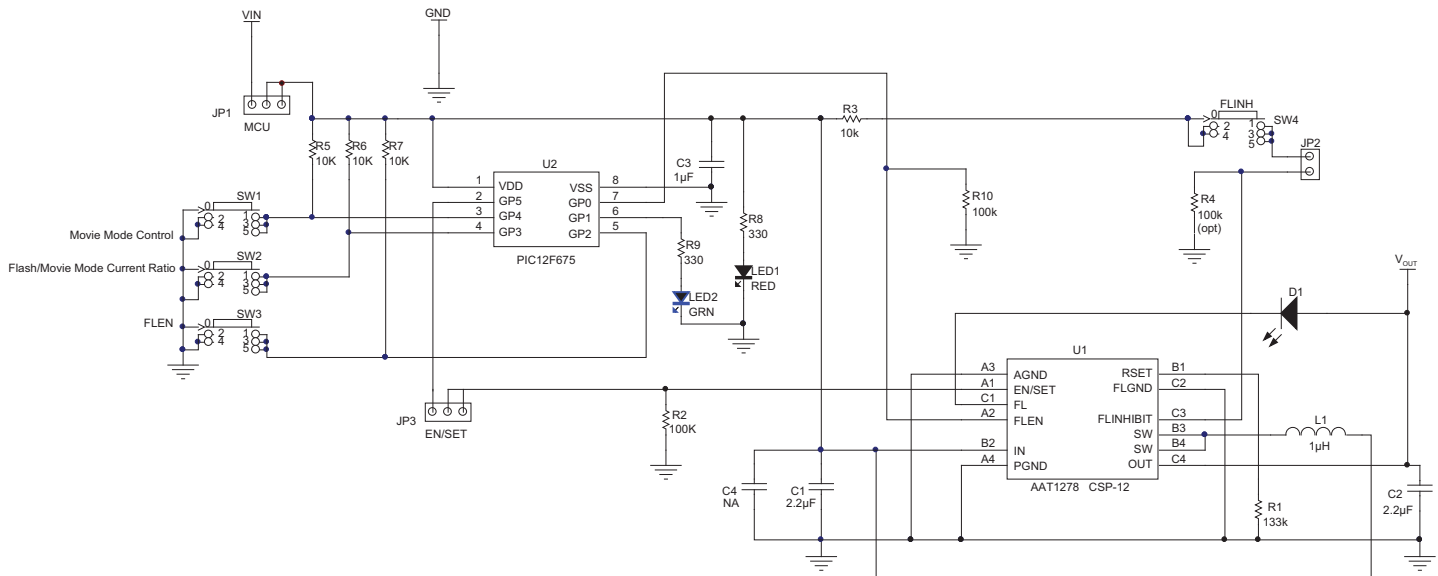 VIN
GND
JP1
MCU
R5
10K
R6
10K
R7
10K
SW1
0
2
4
1
3
5
Movie Mode Control
SW2
0
2
4
1
3
5
Flash/Movie Mode Current Ratio
SW3
0
2
4
1
3
5
FLEN
U2
1 VDD VSS 8
2 GP5 GP0 7
3 GP4 GP1 6
4 GP3 GP2 5
PIC12F675
C3
1µF
R9
330
LED2
GRN
R8
330
LED1
RED
R3
10k
R10
100k
FLINH
0
2
4
1
3
5
SW4
JP2
R4
100k
(opt)
VOUT
D1
JP3
EN/SET
R2
100K
U1
A3 AGND RSET B1
A1 EN/SET FLGND C2
C1 FL
A2 FLEN FLINHIBIT C3
SW B3
B2 IN SW B4
A4 PGND OUT C4
AAT1278 CSP-12
L1
1µH
C4
NA
C1
2.2µF
R1
133k
C2
2.2µF